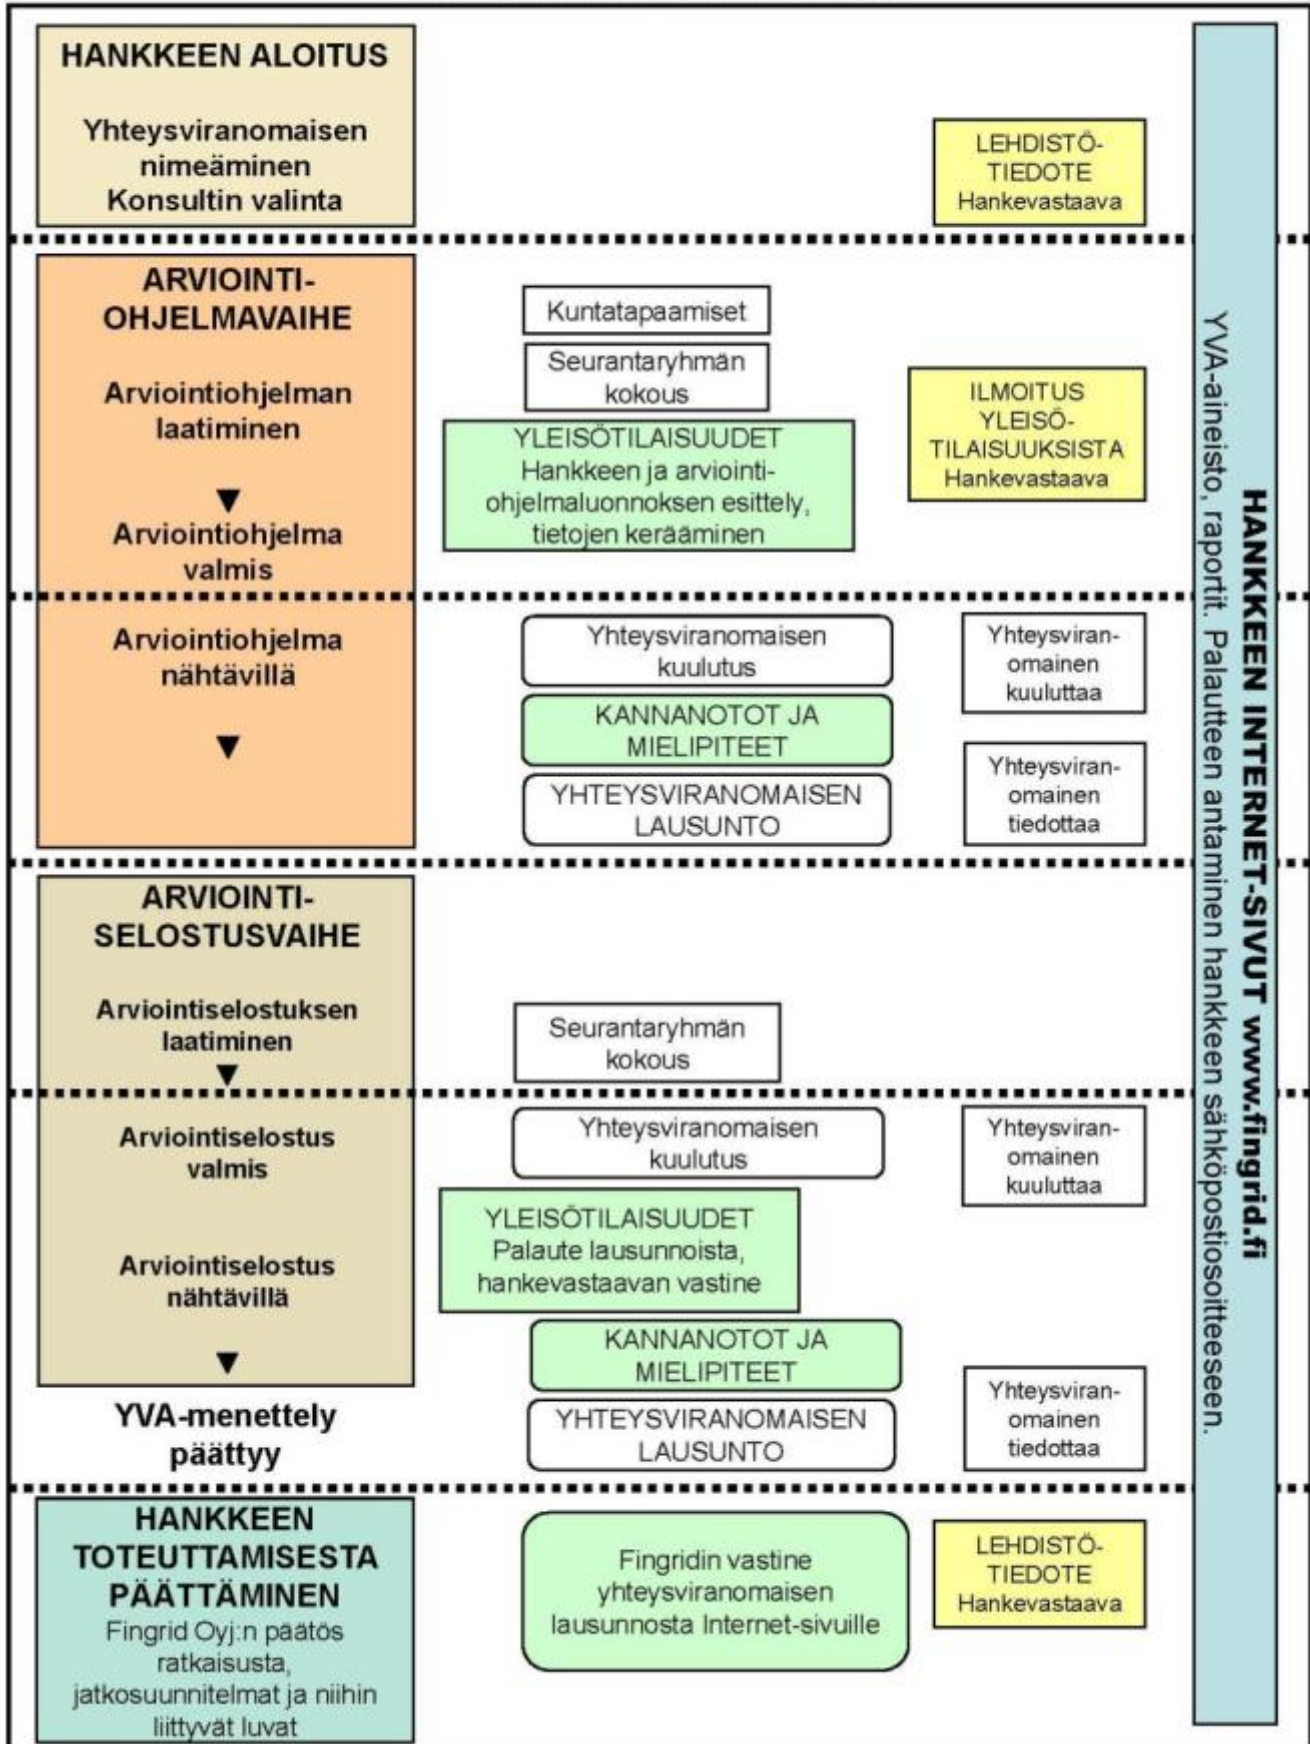 HANKKEEN ALOITUS
Yhteysviranomaisen
nimeäminen
Konsultin valinta
LEHDISTÖ-
TIEDOTE
Hankevastaava
ARVIOINTI-
OHJELMAVAIHE
Arviointiohjelman
laatiminen
Arviointiohjelma
valmis
Kuntatapaamiset
Seurantaryhmän
kokous
YLEISÖTILAISUUDET
Hankkeen ja arviointi-
ohjelmaluonnoksen esittely,
tietojen kerääminen
ILMOITUS
YLEISÖ-
TILAISUUKSISTA
Hankevastaava
Arviointiohjelma
nähtävillä
Yhteysviranomaisen
kuulutus
KANNANOTOT JA
MIELIPITEET
YHTEYSVIRANOMAISEN
LAUSUNTO
Yhteysviran-
omainen
kuuluttaa
Yhteysviran-
omainen
tiedottaa
ARVIOINTI-
SELOSTUSVAIHE
Arviointiselostuksen
laatiminen
Seurantaryhmän
kokous
Arviointiselostus
valmis
Arviointiselostus
nähtävillä
YVA-menettely
päättyy
Yhteysviranomaisen
kuulutus
YLEISÖTILAISUUDET
Palaute lausunnoista,
hankevastaavan vastine
KANNANOTOT JA
MIELIPITEET
YHTEYSVIRANOMAISEN
LAUSUNTO
Yhteysviran-
omainen
kuuluttaa
Yhteysviran-
omainen
tiedottaa
HANKKEEN
TOTEUTTAMISESTA
PÄÄTTÄMINEN
Fingrid Oyj:n päätös
ratkaisusta,
jatkosuunnitelmat ja niihin
liittyvät luvat
Fingridin vastine
yhteysviranomaisen
lausunnosta Internet-sivuille
LEHDISTÖ-
TIEDOTE
Hankevastaava
HANKKEEN INTERNET-SIVUT www.fingrid.fi
YVA-aineisto, raportit. Palautteen antaminen hankkeen sähköpostiosoitteeseen.